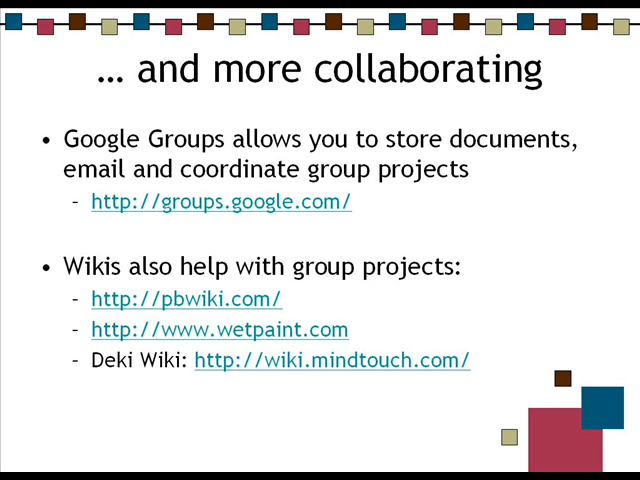 … and more collaborating
• Google Groups allows you to store documents,
email and coordinate group projects
– http://groups.google.com/
• Wikis also help with group projects:
– http://pbwiki.com/
– http://www.wetpaint.com
– Deki Wiki: http://wiki.mindtouch.com/